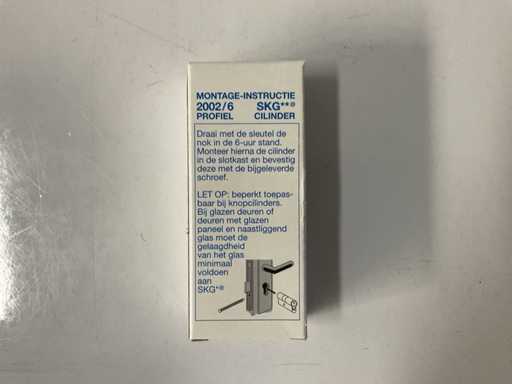 MONTAGE-INSTRUCTIE
2002/6 SKG**®
PROFIEL CILINDER
Draai met de sleutel de
nok in de 6-uur stand.
Monteer hierna de cilinder
in de slotkast en bevestig
deze met de bijgeleverde
schroef.
LET OP: beperkt toepas-
baar bij knopcilinders.
Bij glazen deuren of
deuren met glazen
paneel en naastliggend
glas moet de
gelaagdheid
van het glas
minimaal
voldoen
aan
SKG*®